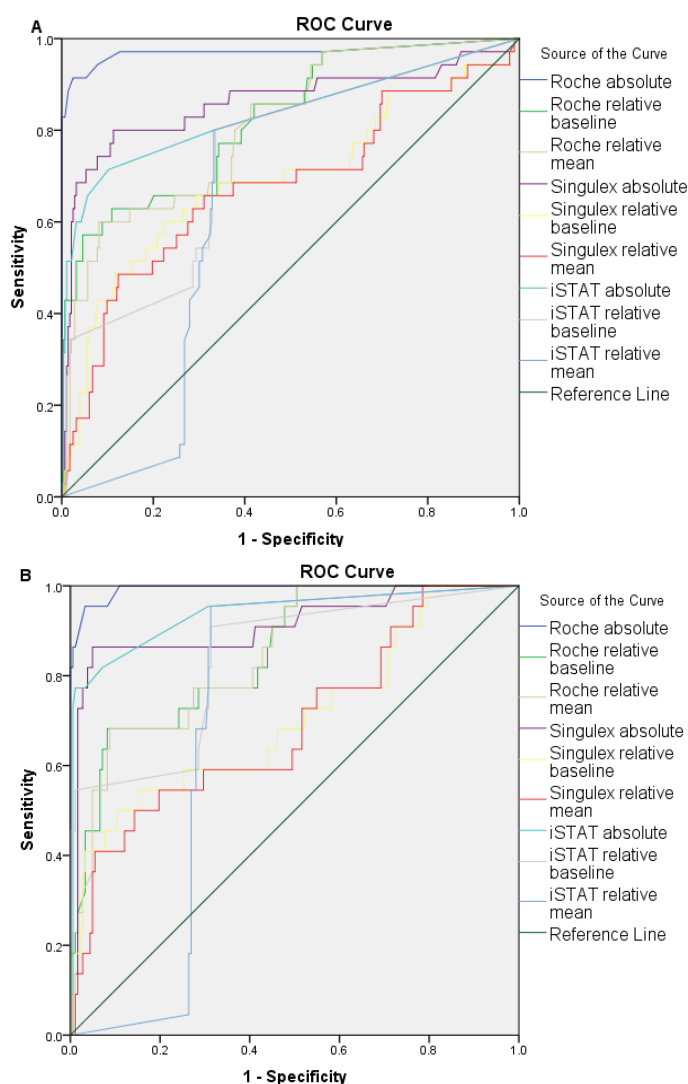 A
ROC Curve
1.0
0.8
0.6
0.4
0.2
0.0
Sensitivity
0.0
0.2
0.4
0.6
0.8
1.0
1 - Specificity
Source of the Curve
Roche absolute
Roche relative
baseline
Roche relative
mean
Singulex absolute
Singulex relative
baseline
Singulex relative
mean
iSTAT absolute
iSTAT relative
baseline
iSTAT relative
mean
Reference Line
B
ROC Curve
1.0
0.8
0.6
0.4
0.2
0.0
Sensitivity
0.0
0.2
0.4
0.6
0.8
1.0
1 - Specificity
Source of the Curve
Roche absolute
Roche relative
baseline
Roche relative
mean
Singulex absolute
Singulex relative
baseline
Singulex relative
mean
iSTAT absolute
iSTAT relative
baseline
iSTAT relative
mean
Reference Line